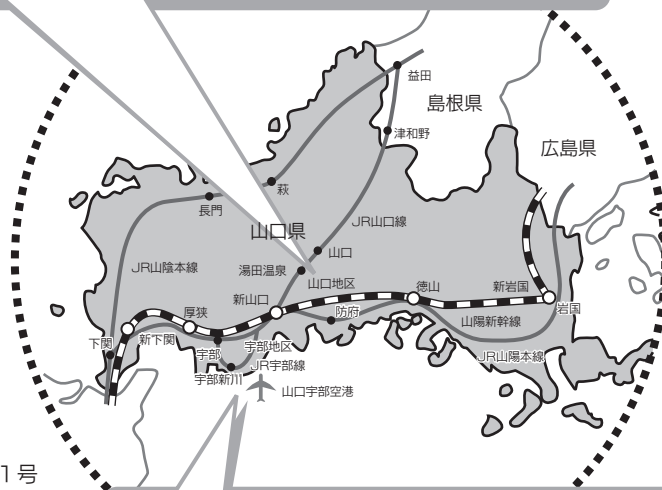 益田
島根県
津和野
広島県
萩
長門
JR山口線
山口県
山口
JR山陰本線
湯田温泉
山口地区
徳山
新岩国
新山口
岩国
厚狭
防府
山陽新幹線
下関
新下関
宇部
宇部地区
JR山陽本線
JR宇部線
宇部新川
山口宇部空港
1号